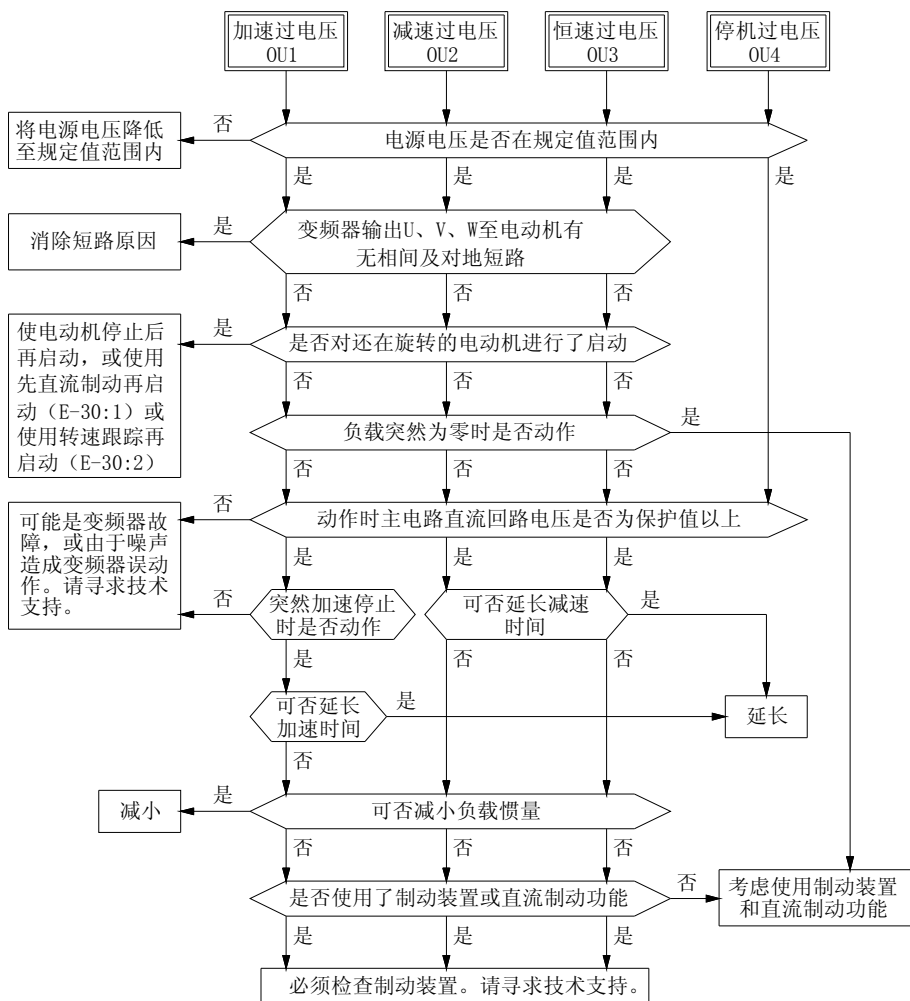 加速过电压
OU1
减速过电压
OU2
恒速过电压
OU3
停机过电压
OU4
将电源电压降低
至规定值范围内
否
电源电压是否在规定值范围内
是
是
是
是
消除短路原因
是
变频器输出U、V、W至电动机有
无相间及对地短路
否
否
否
使电动机停止后
再启动，或使用
先直流制动再启
动（E-30:1）或
使用转速跟踪再
启动（E-30:2）
是
是否对还在旋转的电动机进行了启动
否
否
否
负载突然为零时是否动作
是
否
否
否
可能是变频器故
障，或由于噪声
造成变频器误动
作。请寻求技术
支持。
否
动作时主电路直流回路电压是否为保护值以上
是
是
是
否
突然加速停止
时是否动作
可否延长减速
时间
是
是
否
否
可否延长
加速时间
是
延长
否
减小
是
可否减小负载惯量
否
否
否
是否使用了制动装置或直流制动功能
否
考虑使用制动装置
和直流制动功能
是
是
是
必须检查制动装置。请寻求技术支持。